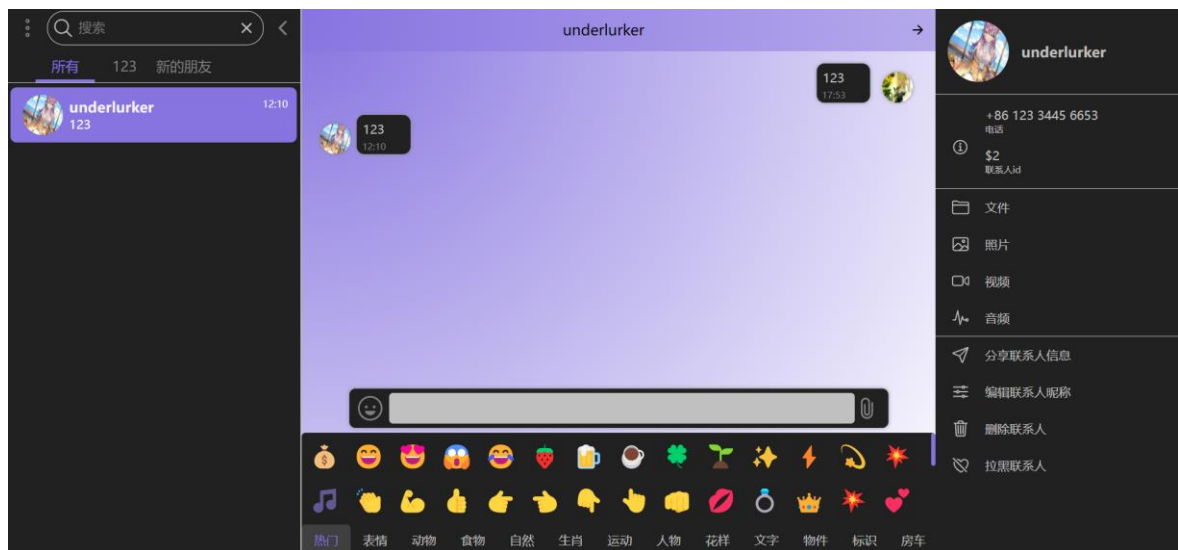 搜索
所有 123 新的朋友
underlurker 12:10
123
underlurker
123
17:53
123
12:10
热门 表情 动物 食物 自然 生肖 运动 人物 花样 文字 物件 标识 房车
underlurker
+86 123 3445 6653
电话
$2
联系人id
文件
照片
视频
音频
分享联系人信息
编辑联系人昵称
删除联系人
拉黑联系人